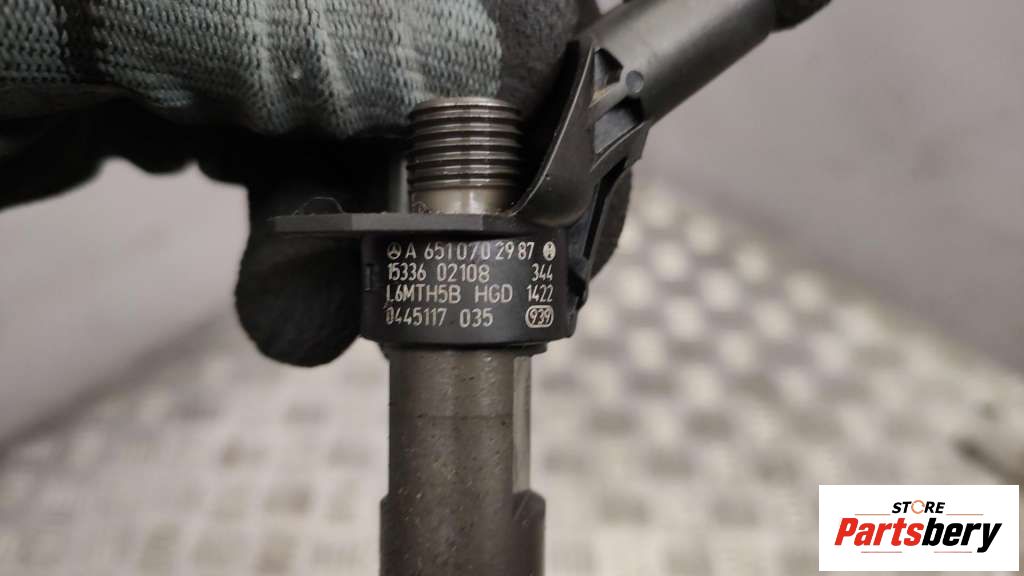 A 651 070 29 87
15336 02108 344
L6MTH5B HGD 1422
0445117 035 939
STORE
Partsbery